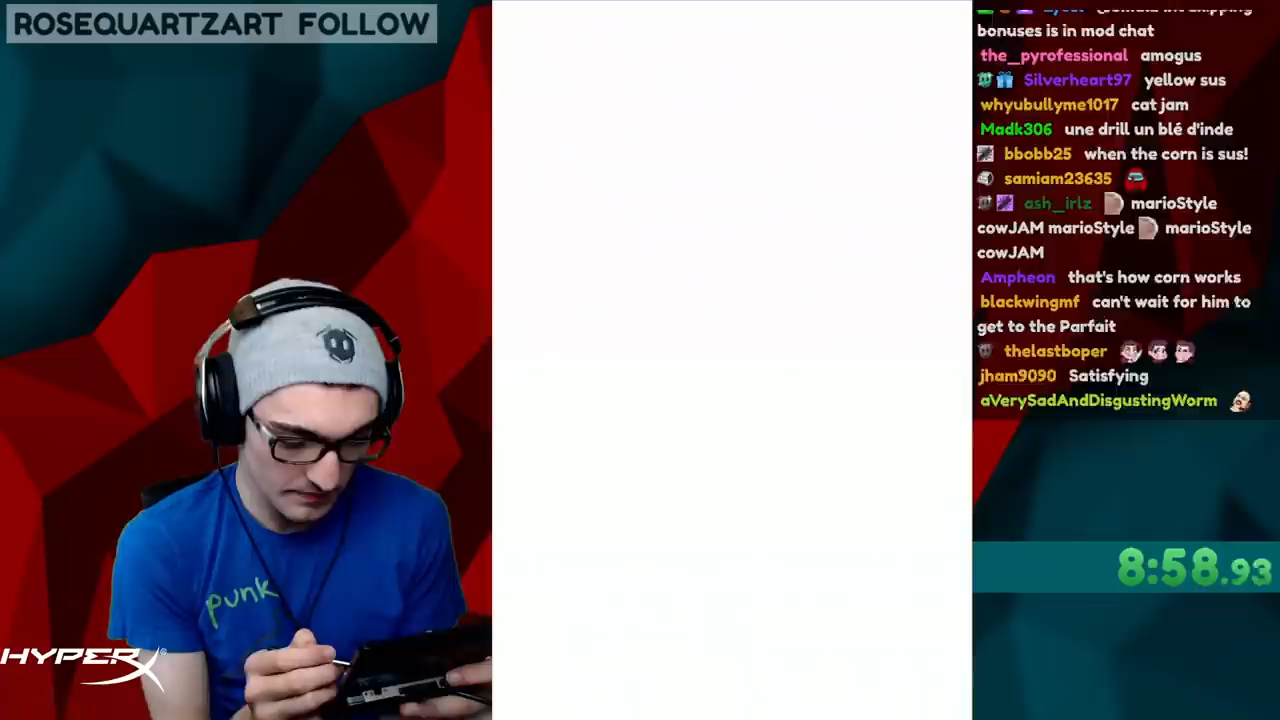 ROSEQUARTZART FOLLOW
bonuses is in mod chat
the__pyrofessional amogus
Silverheart97 yellow sus
whyubullyme1017 cat jam
Madk306 une drill un blé d'inde
bbobb25 when the corn is sus!
samiam23635
ash_irlz marioStyle
cowJAM marioStyle marioStyle
cowJAM
Ampheon that's how corn works
blackwingmf can't wait for him to
get to the Parfait
thelastboper
jham9090 Satisfying
aVerySadAndDisgustingWorm
8:58.93
punk
HYPERX